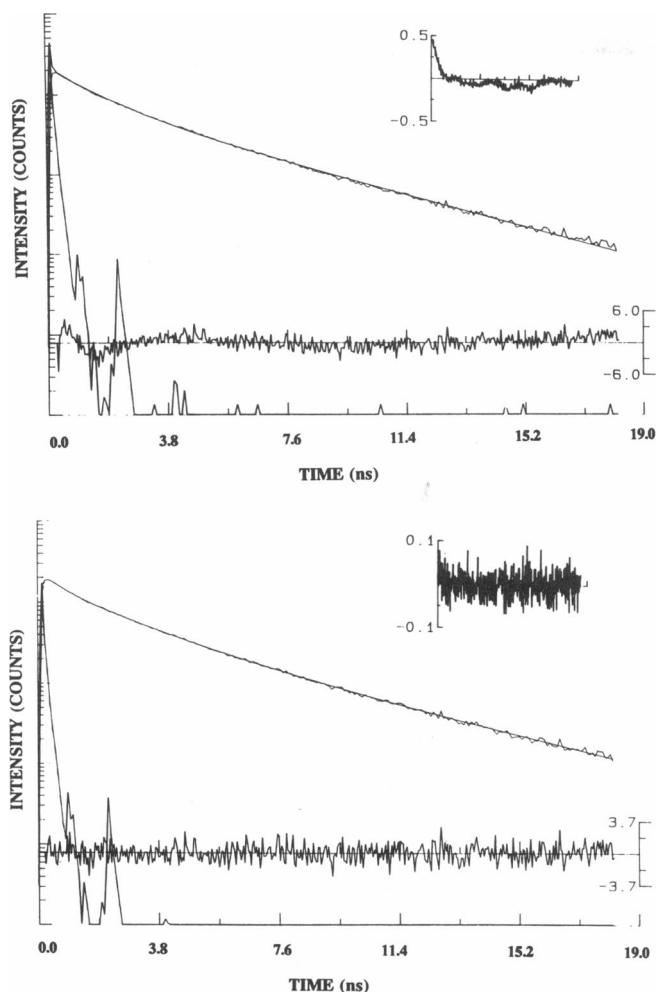 0.5
-0.5
INTENSITY (COUNTS)
6.0
-6.0
0.0 3.8 7.6 11.4 15.2 19.0
TIME (ns)
0.1
-0.1
INTENSITY (COUNTS)
3.7
-3.7
0.0 3.8 7.6 11.4 15.2 19.0
TIME (ns)